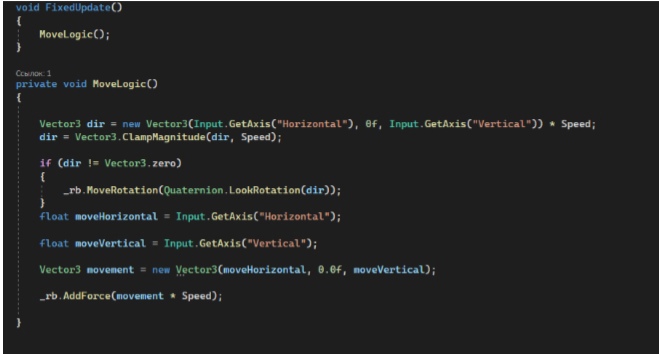 void FixedUpdate()
{
MoveLogic();
}
Ссылок: 1
private void MoveLogic()
{
Vector3 dir = new Vector3(Input.GetAxis("Horizontal"), 0f, Input.GetAxis("Vertical")) * Speed;
dir = Vector3.ClampMagnitude(dir, Speed);
if (dir != Vector3.zero)
{
_rb.MoveRotation(Quaternion.LookRotation(dir));
}
float moveHorizontal = Input.GetAxis("Horizontal");
float moveVertical = Input.GetAxis("Vertical");
Vector3 movement = new Vector3(moveHorizontal, 0.0f, moveVertical);
_rb.AddForce(movement * Speed);
}